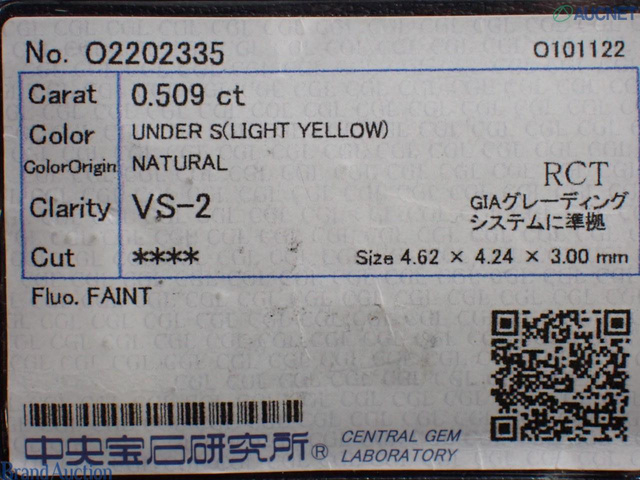 AUCNET
No. O2202335 O101122
Carat 0.509 ct
Color UNDER S(LIGHT YELLOW)
ColorOrigin NATURAL
RCT
Clarity VS-2 GIAグレーディング
システムに準拠
Cut **** Size 4.62 × 4.24 × 3.00 mm
Fluo. FAINT
中央宝石研究所® CENTRAL GEM
LABORATORY
BrandAuction